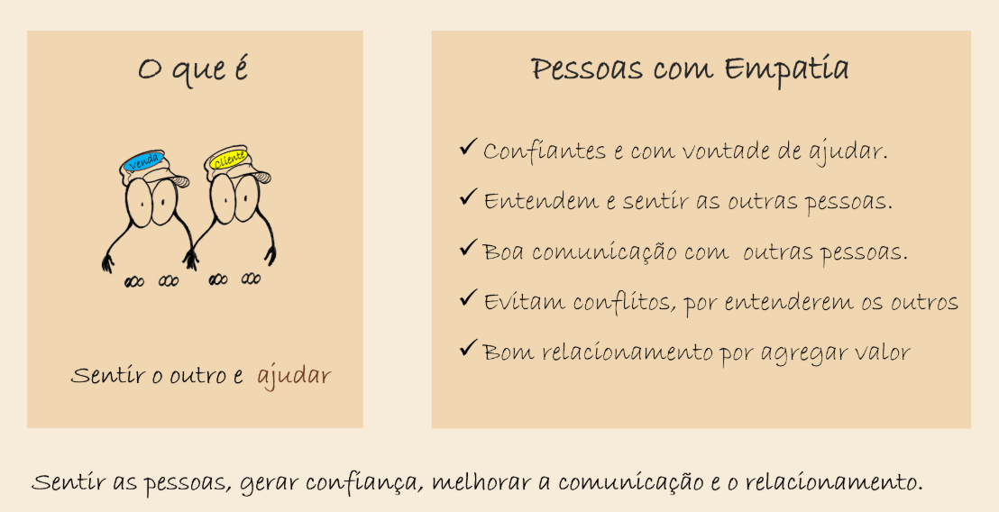 O que é
Venda
Cliente
Sentir o outro e ajudar
Pessoas com Empatia
✓ Confiantes e com vontade de ajudar.
✓ Entendem e sentir as outras pessoas.
✓ Boa comunicação com outras pessoas.
✓ Evitam conflitos, por entenderem os outros
✓ Bom relacionamento por agregar valor
Sentir as pessoas, gerar confiança, melhorar a comunicação e o relacionamento.